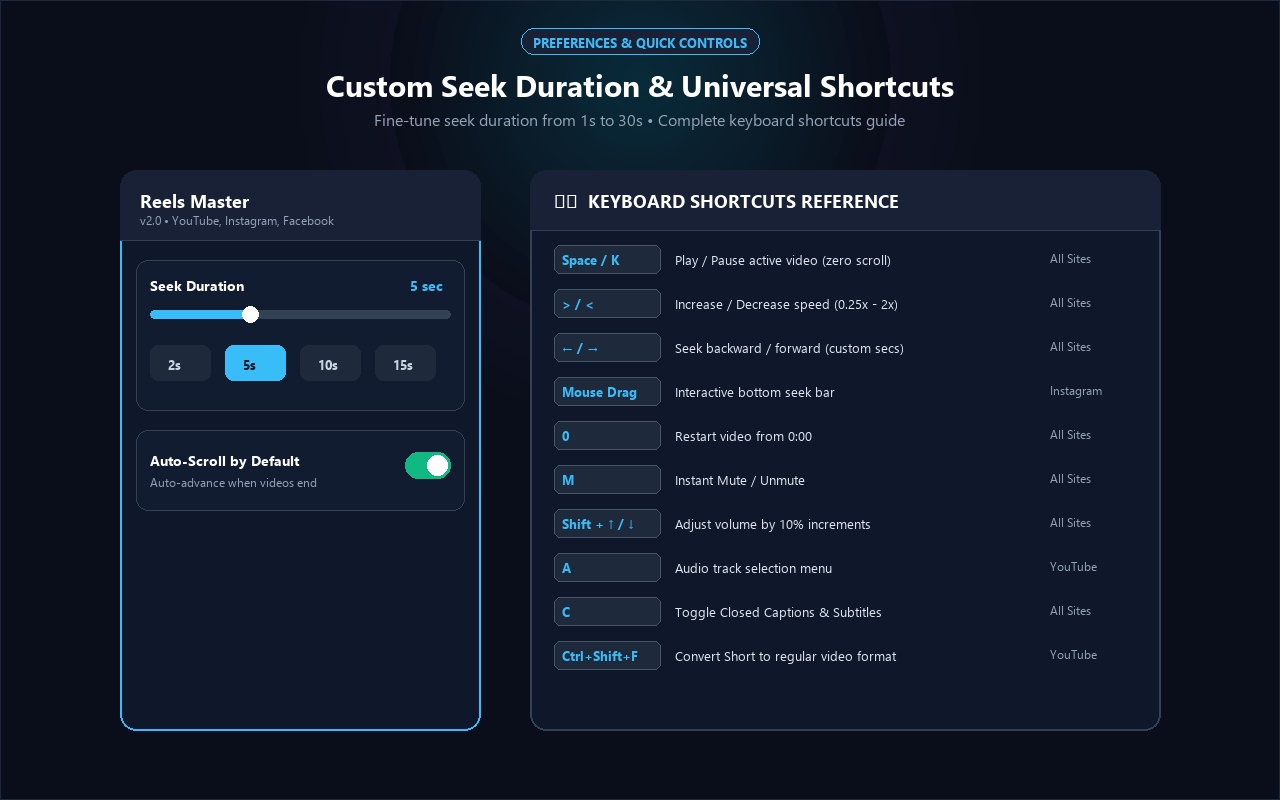 PREFERENCES & QUICK CONTROLS
Custom Seek Duration & Universal Shortcuts
Fine-tune seek duration from 1s to 30s • Complete keyboard shortcuts guide
Reels Master
v2.0 • YouTube, Instagram, Facebook
Seek Duration 5 sec
2s 5s 10s 15s
Auto-Scroll by Default
Auto-advance when videos end
KEYBOARD SHORTCUTS REFERENCE
Space / K Play / Pause active video (zero scroll) All Sites
> / < Increase / Decrease speed (0.25x - 2x) All Sites
← / → Seek backward / forward (custom secs) All Sites
Mouse Drag Interactive bottom seek bar Instagram
0 Restart video from 0:00 All Sites
M Instant Mute / Unmute All Sites
Shift + ↑ / ↓ Adjust volume by 10% increments All Sites
A Audio track selection menu YouTube
C Toggle Closed Captions & Subtitles All Sites
Ctrl+Shift+F Convert Short to regular video format YouTube